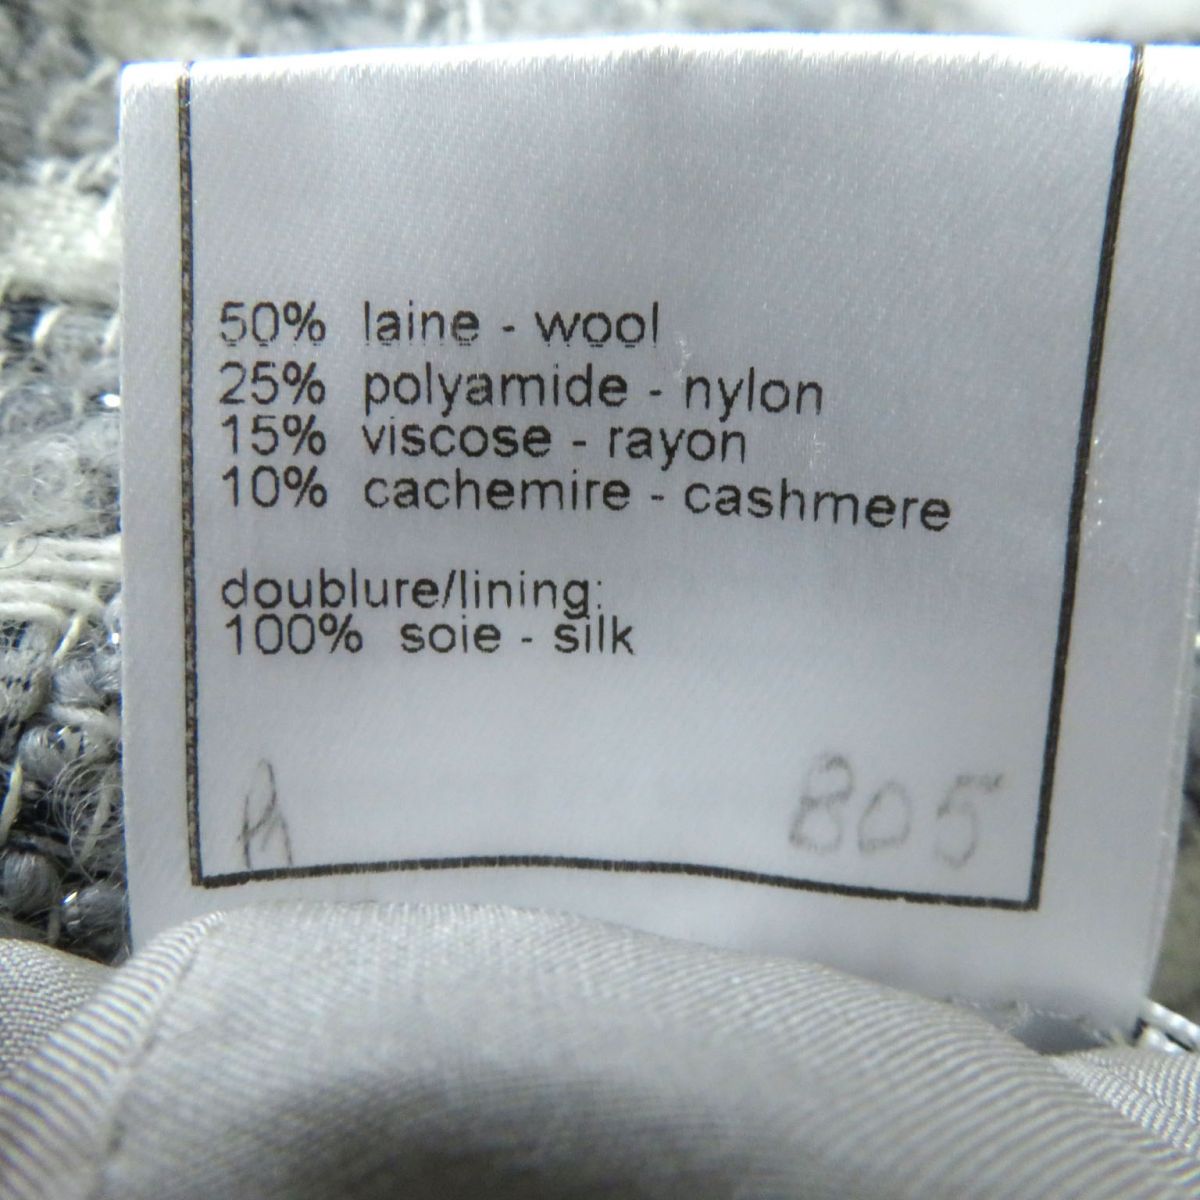 50% laine - wool
25% polyamide - nylon
15% viscose - rayon
10% cachemire - cashmere
doublure/lining:
100% soie - silk
805